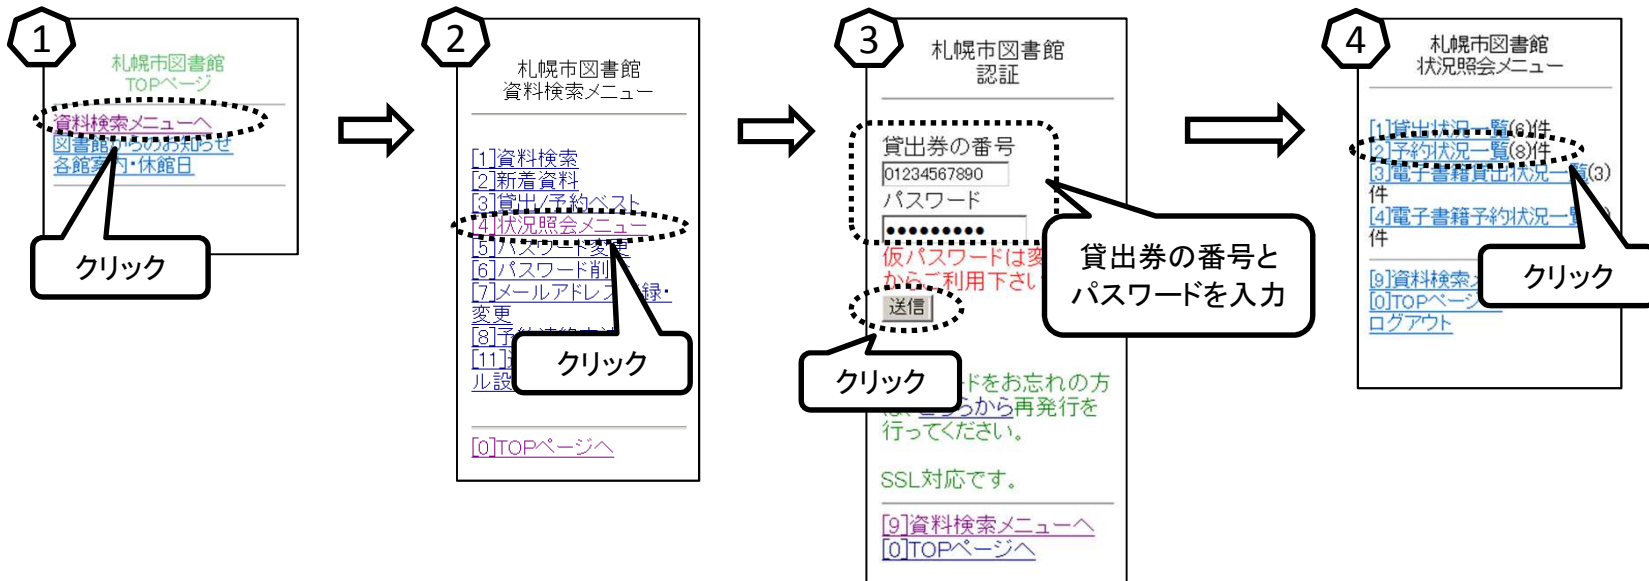 1
札幌市図書館
TOPページ
資料検索メニューへ
図書館からのお知らせ
各館案内・休館日
クリック
2
札幌市図書館
資料検索メニュー
[1]資料検索
[2]新着資料
[3]貸出/予約ベスト
[4]状況照会メニュー
[5]パスワード変更
[6]パスワード削
[7]メールアドレス 録・
変更
[8]予
[11]
ル設
[0]TOPページへ
クリック
3
札幌市図書館
認証
貸出券の番号
01234567890
パスワード
●●●●●●●●●
仮パスワードは変
からご利用下さい
送信
貸出券の番号と
パスワードを入力
クリック
ードをお忘れの方
は、こちらから再発行を
行ってください。
SSL対応です。
[9]資料検索メニューへ
[0]TOPページへ
4
札幌市図書館
状況照会メニュー
[1]貸出状況一覧(6)件
[2]予約状況一覧(8)件
[3]電子書籍貸出状況一覧(3)
件
[4]電子書籍予約状況一
件
[9]資料検索
[0]TOPページ
ログアウト
クリック